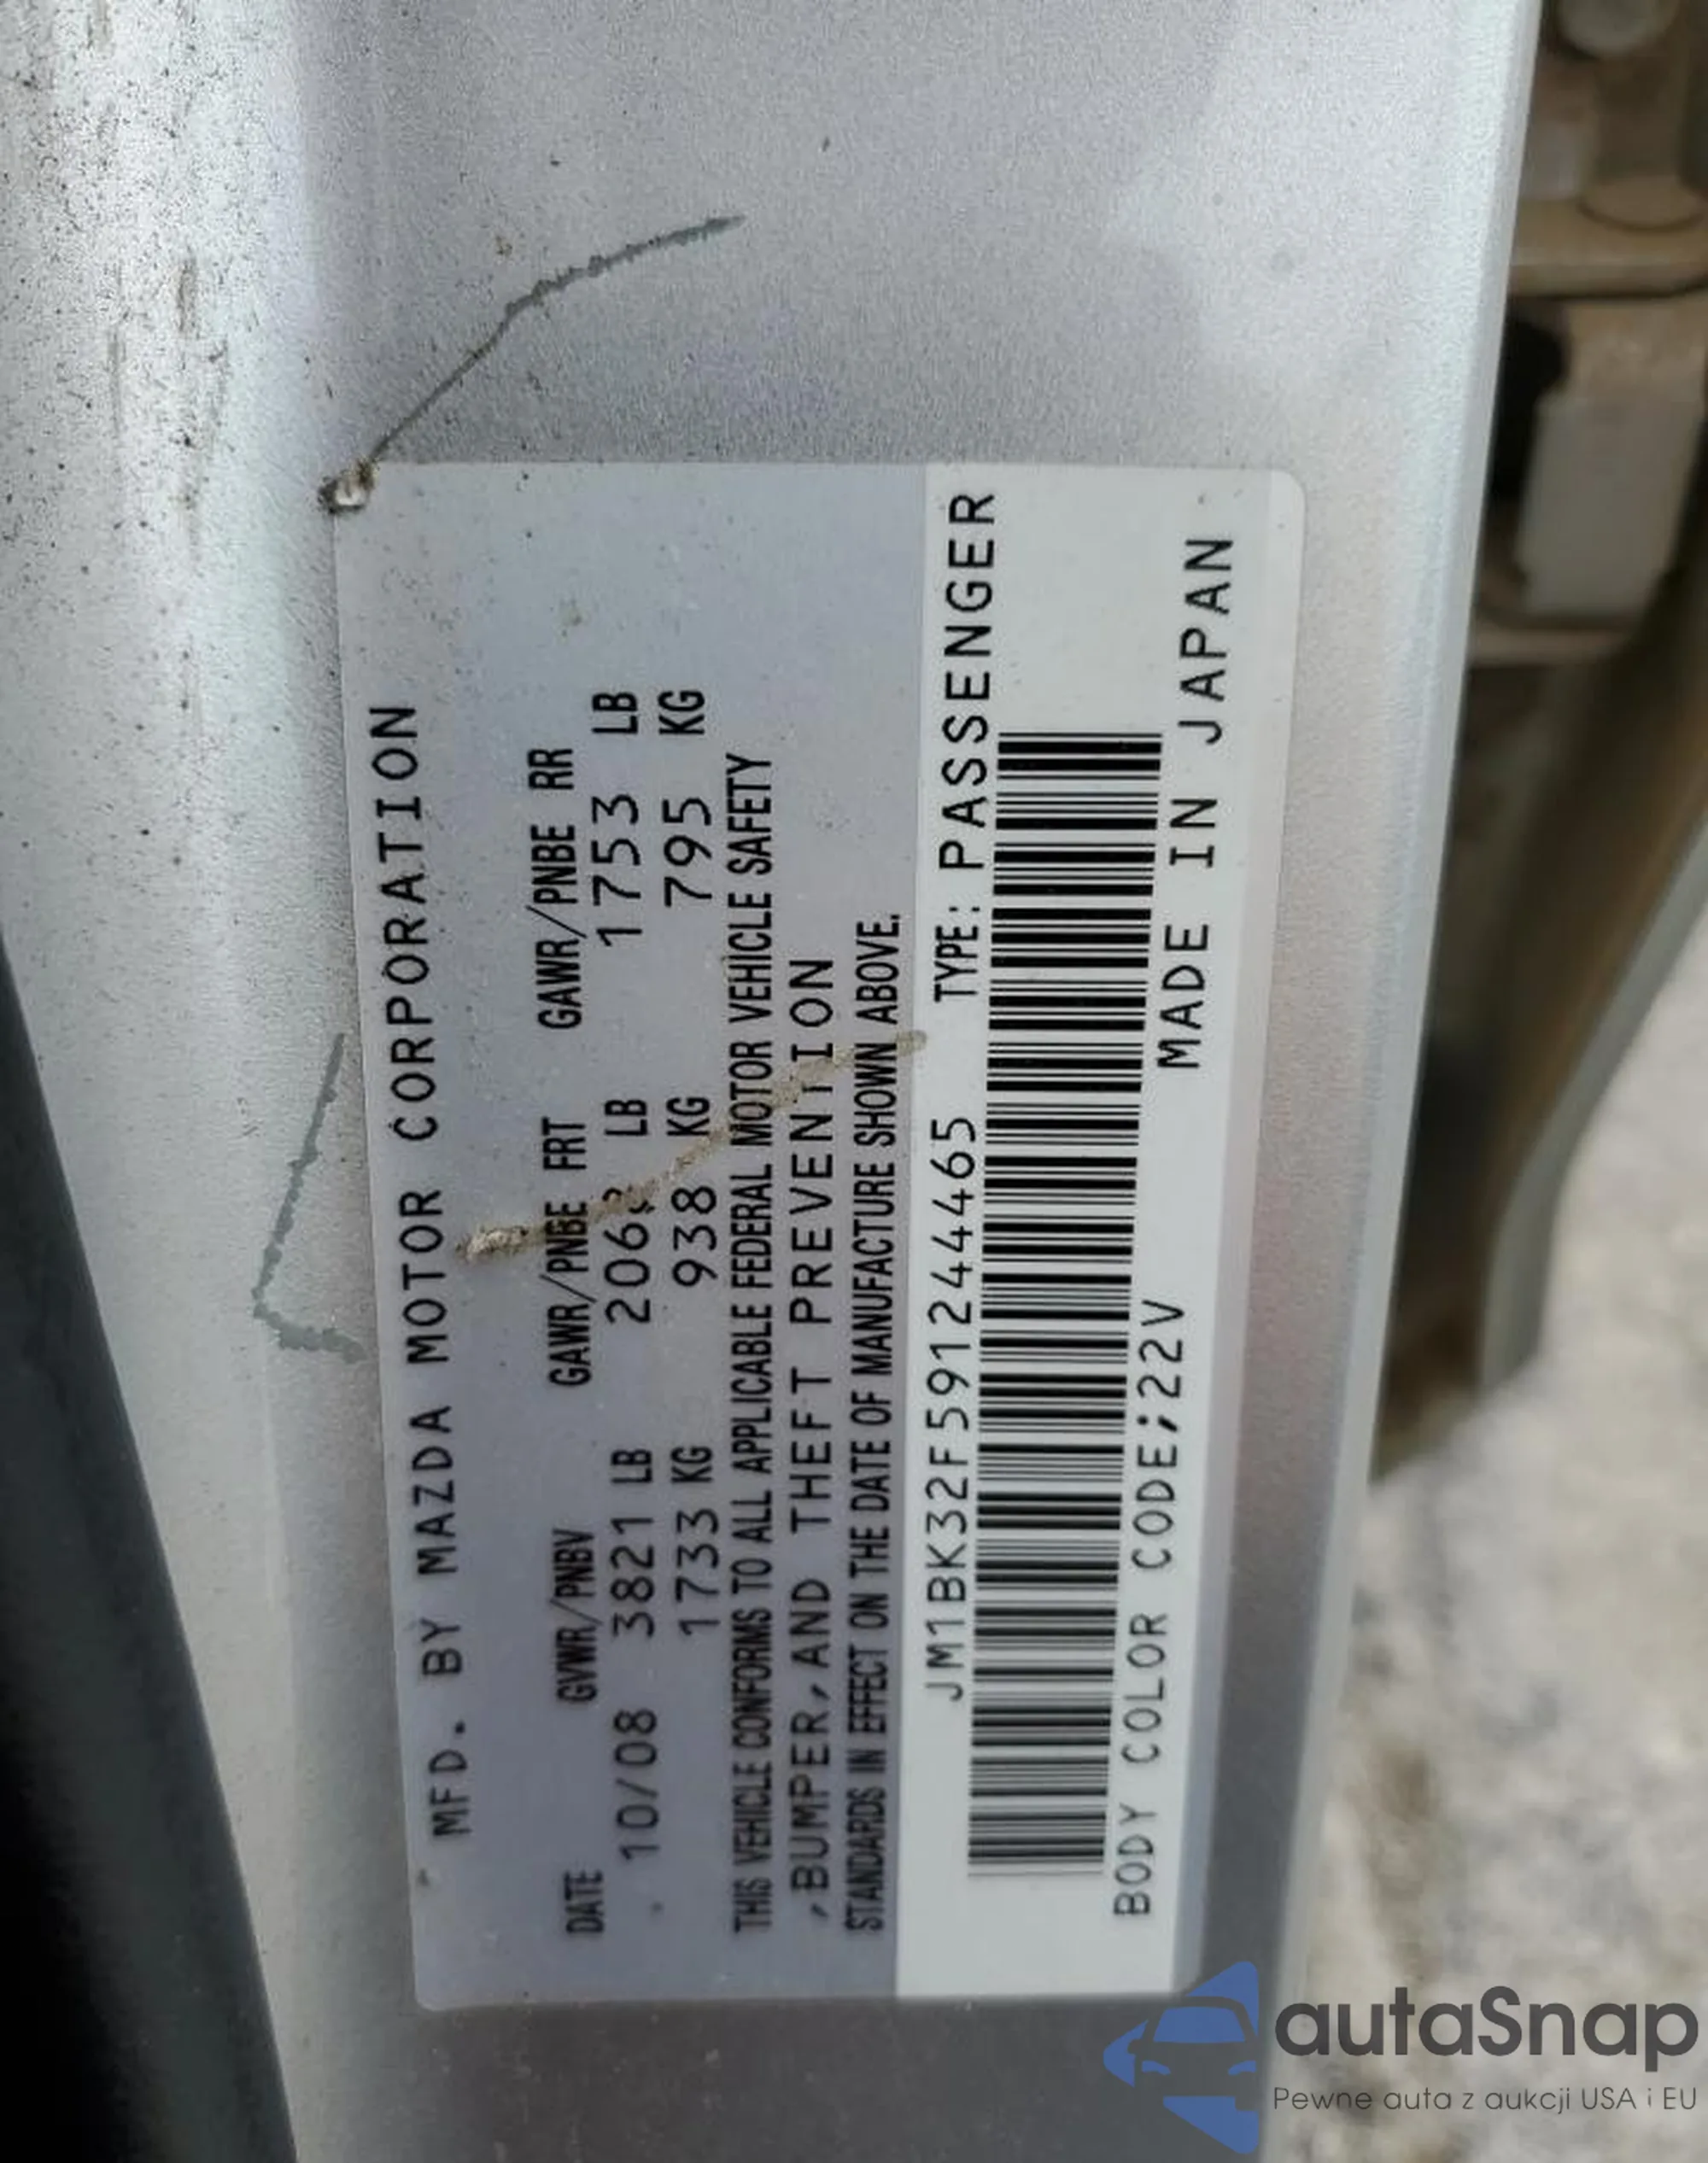 MFD. BY MAZDA MOTOR CORPORATION
DATE GVWR/PNBV GAWR/PNBE FRT GAWR/PNBE RR
10/08 3821 LB LB 1753 LB
1733 KG 938 KG 795 KG
THIS VEHICLE CONFORMS TO ALL APPLICABLE FEDERAL MOTOR VEHICLE SAFETY
,BUMPER,AND THEFT PREVENTION
STANDARDS IN EFFECT ON THE DATE OF MANUFACTURE SHOWN ABOVE.
JM1BK32F591244465 TYPE: PASSENGER
BODY COLOR CODE;22V MADE IN JAPAN
autaSnap
Pewne auta z aukcji USA i EU